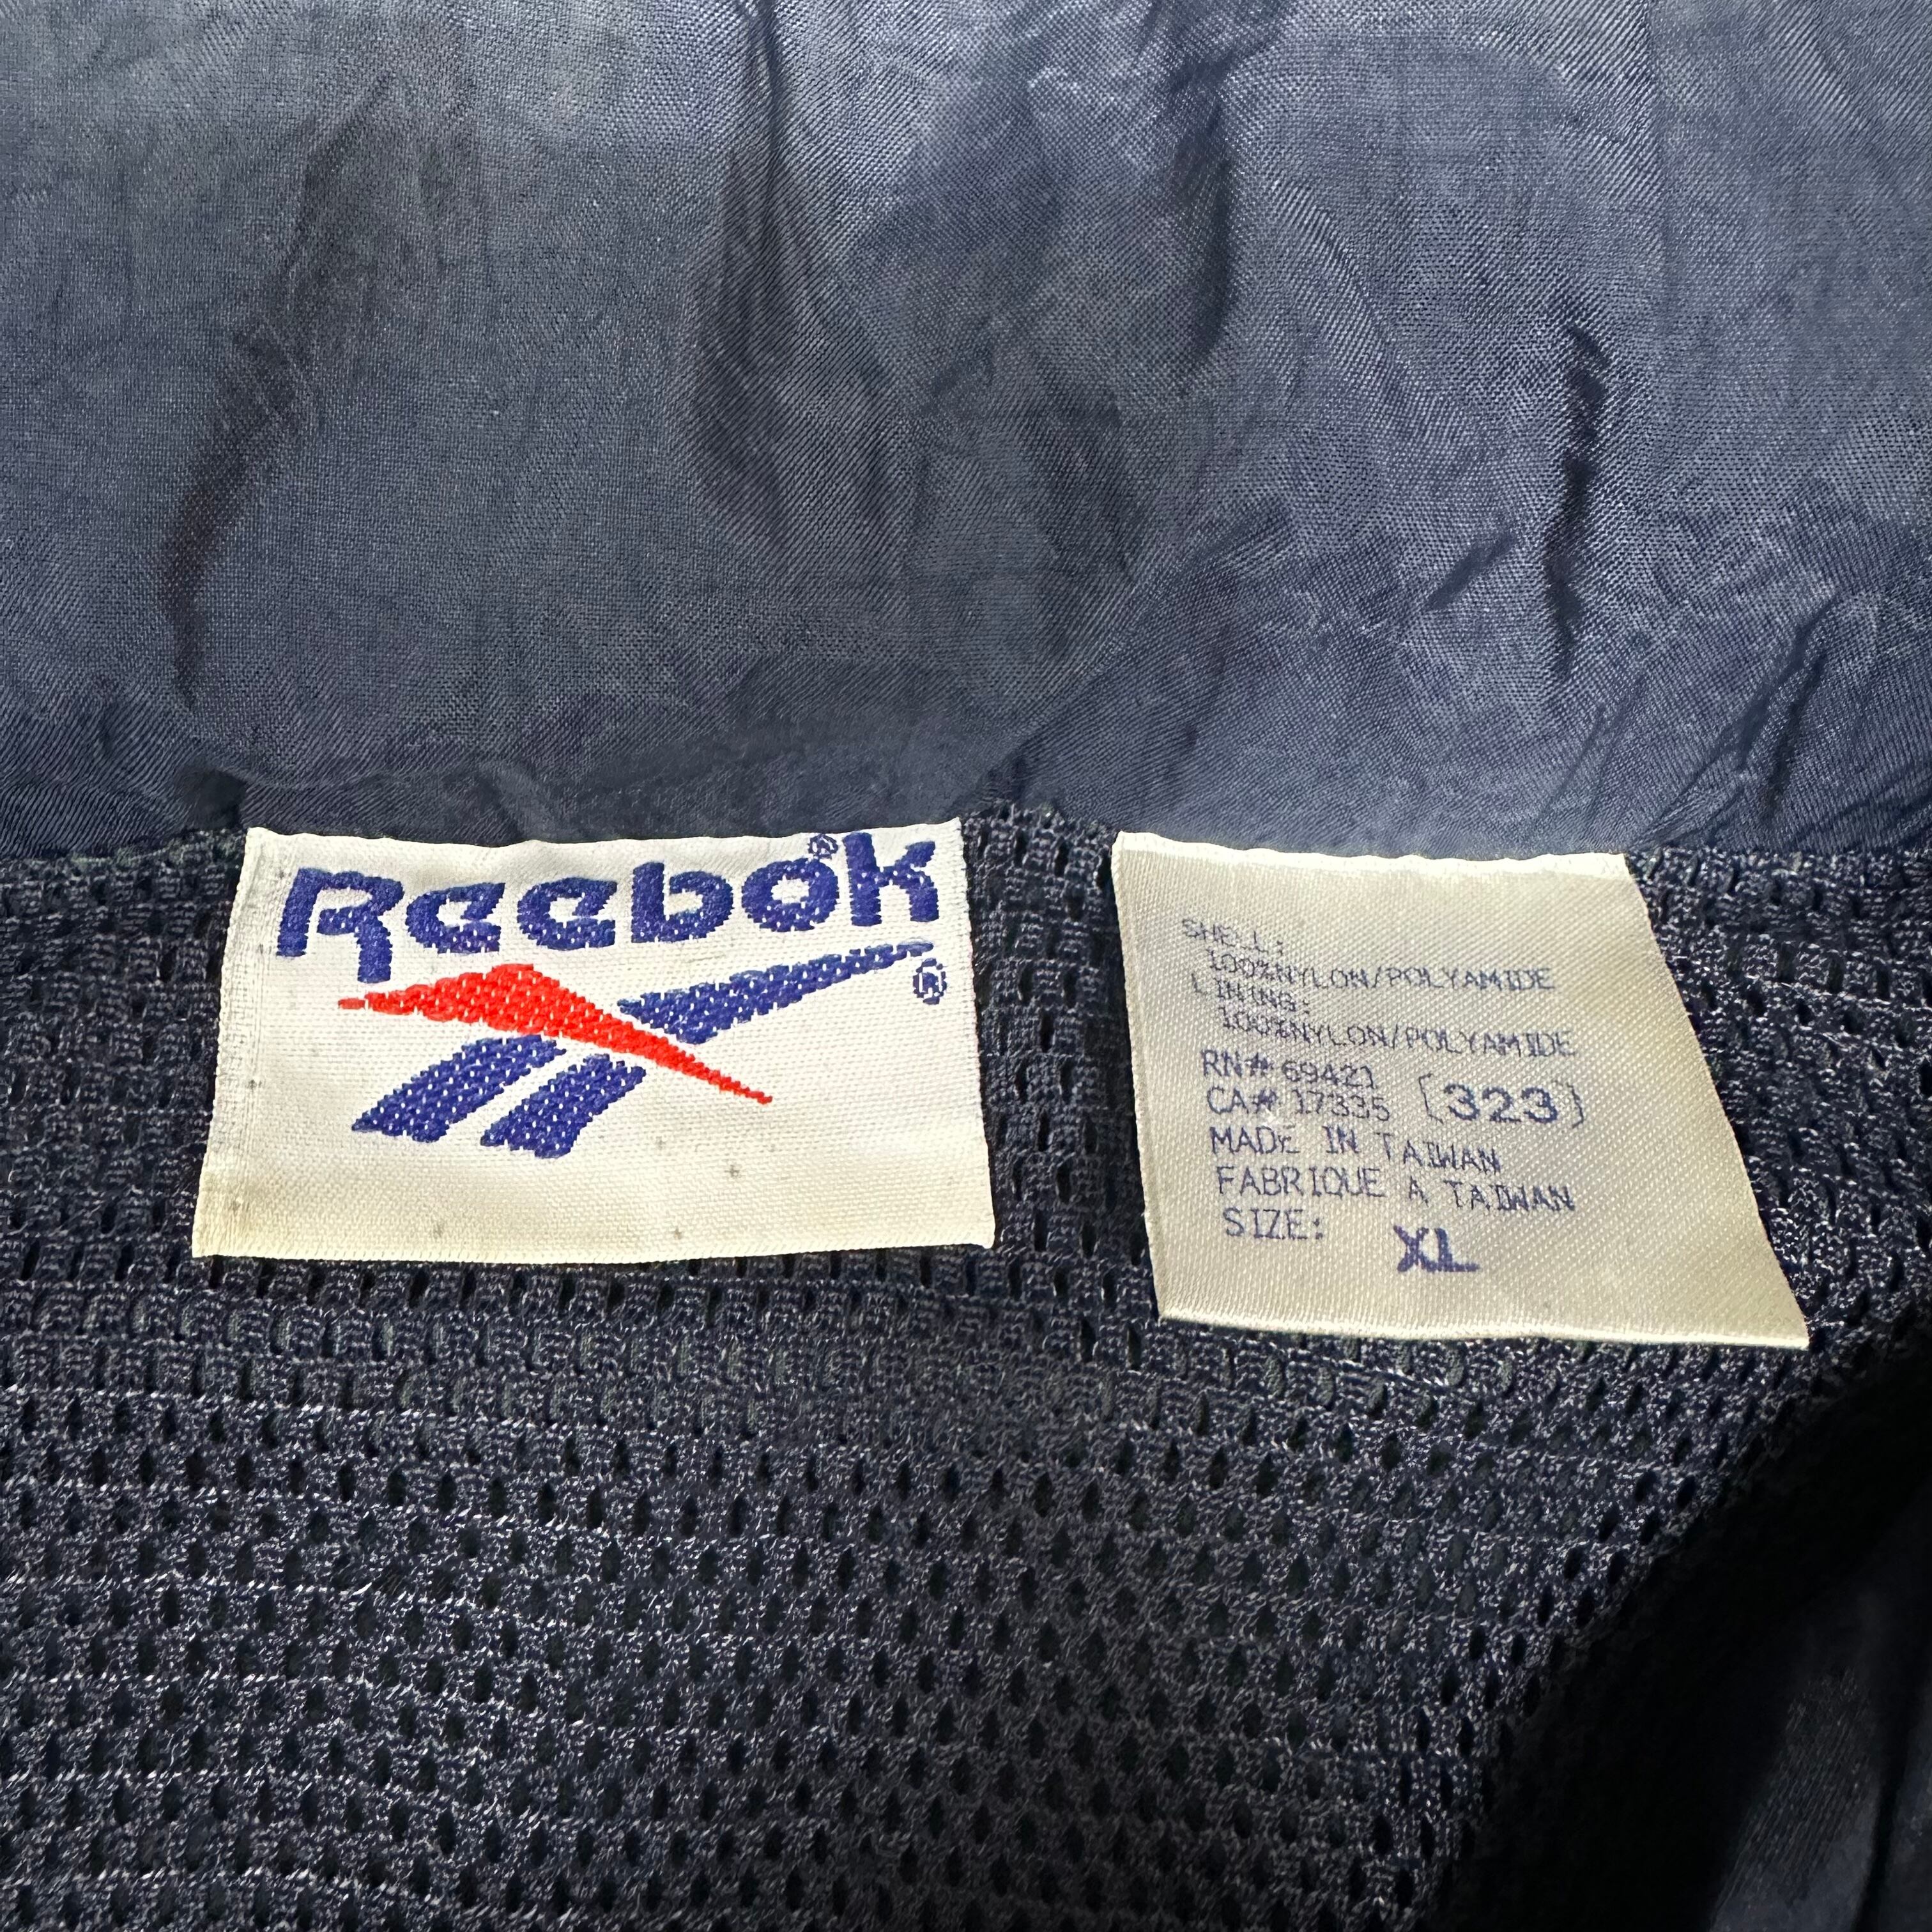 Reebok®
®
SHELL:
100%NYLON/POLYAMIDE
LINING:
100%NYLON/POLYAMIDE
RN# 69421
CA# 17335 (323)
MADE IN TAIWAN
FABRIQUE A TAIWAN
SIZE: XL